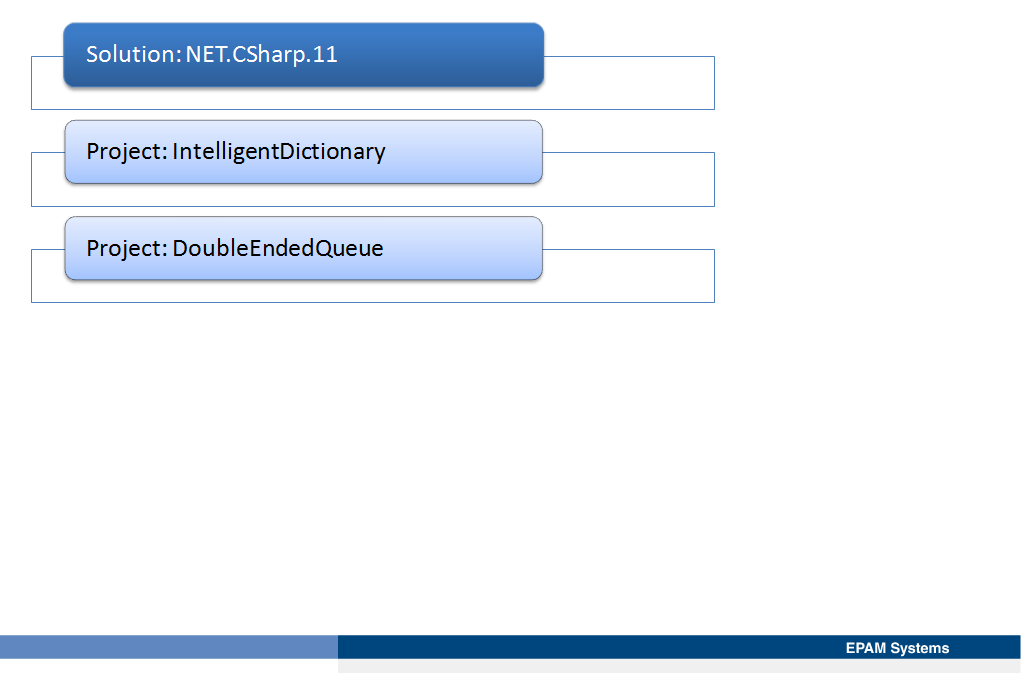 Solution: NET.CSharp.11
Project: IntelligentDictionary
Project: DoubleEndedQueue
EPAM Systems